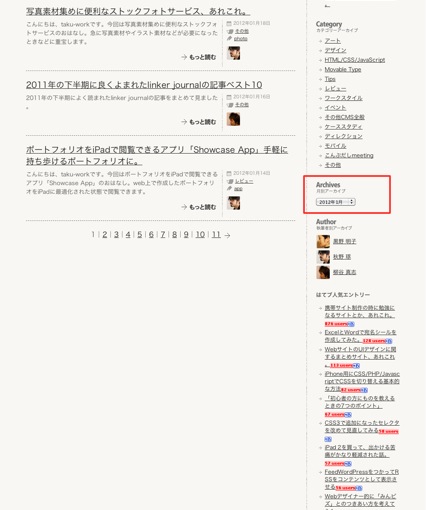 写真素材集めに便利なストックフォトサービス、あれこれ。
こんにちは、taku-workです。今回は写真素材集めに便利なストックフォ
トサービスのおはなし。急に写真素材やイラスト素材などが必要になった
ときなどに重宝します。
→ もっと読む
2012年01月18日
その他
photo
2011年の下半期に良くよまれたlinker journalの記事ベスト10
2011年の下半期によく読まれたlinker journalの記事をまとめて見ました
。
→ もっと読む
2012年01月16日
その他
ポートフォリオをiPadで閲覧できるアプリ「Showcase App」手軽に
持ち歩けるポートフォリオに。
こんにちは、taku-workです。今回はポートフォリオをiPadで閲覧できる
アプリ「Showcase App」のおはなし。web上で作成したポートフォリオ
をiPadに最適化された状態で閲覧できます。
→ もっと読む
2012年01月14日
レビュー
app
1 | 2 | 3 | 4 | 5 | 6 | 7 | 8 | 9 | 10 | 11 →
Category
カテゴリーアーカイブ
アート
デザイン
HTML/CSS/JavaScript
Movable Type
Tips
レビュー
ワークスタイル
イベント
その他CMS全般
ケーススタディ
ディレクション
モバイル
こんぶだしmeeting
その他
Archives
月別アーカイブ
2012年1月
Author
執筆者別アーカイブ
黒野 明子
秋野 琢
柳谷 真志
はてブ人気エントリー
携帯サイト制作の時に勉強に
なるサイトとか、あれこれ。
876 users
ExcelとWordで宛名シールを
作成してみた。128 users
WebサイトのUIデザインに関
するまとめサイト、あれこれ
。113 users
iPhone用にCSS/PHP/Javasc
riptでCSSを切り替える基本的
な方法82 users
「初心者の方にものを教える
ときの7つのポイント」
62 users
CSS3で追加になったセレクタ
を改めて見直してみる58 users
iPad 2を買って、出かける苦
痛がかなり軽減された話。
52 users
FeedWordPressをつかってR
SSをコンテンツとして表示さ
せる56 users
Webデザイナー的に「みんビ
ズ」とのつきあい方を考えて